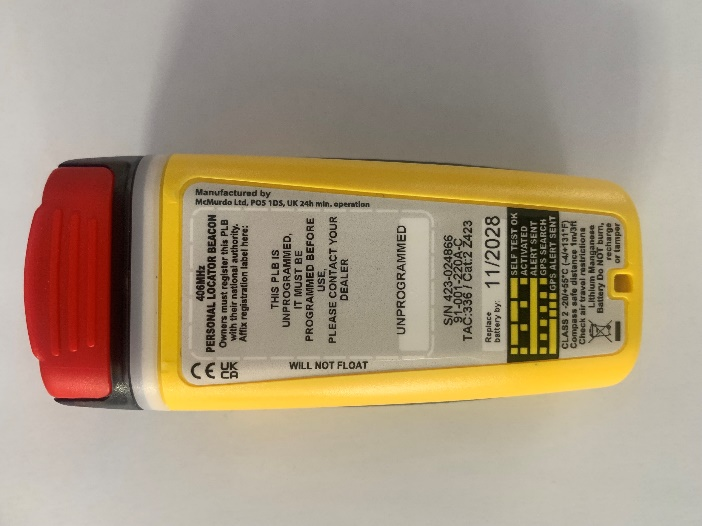 Manufactured by
McMurdo Ltd, PO5 1DS, UK 24h min. operation
406MHz
PERSONAL LOCATOR BEACON
Owners must register this PLB
with their national authority.
Affix registration label here:
THIS PLB IS
UNPROGRAMMED,
IT MUST BE
PROGRAMMED BEFORE
USE
PLEASE CONTACT YOUR
DEALER
UNPROGRAMMED
CE UK
CA
WILL NOT FLOAT
S/N 423-024866
91-001-220A-C
TAC:336 / Cat:2 Z423
Replace
battery by: 11/2028
SELF TEST OK
ACTIVATED
ALERT SENT
GPS SEARCH
GPS ALERT SENT
CLASS 2 -20/+55°C (-4/+131°F)
Compass safe distance 1m/3ft
Check air travel restrictions
Lithium Manganese
Battery Do NOT burn,
recharge
or tamper